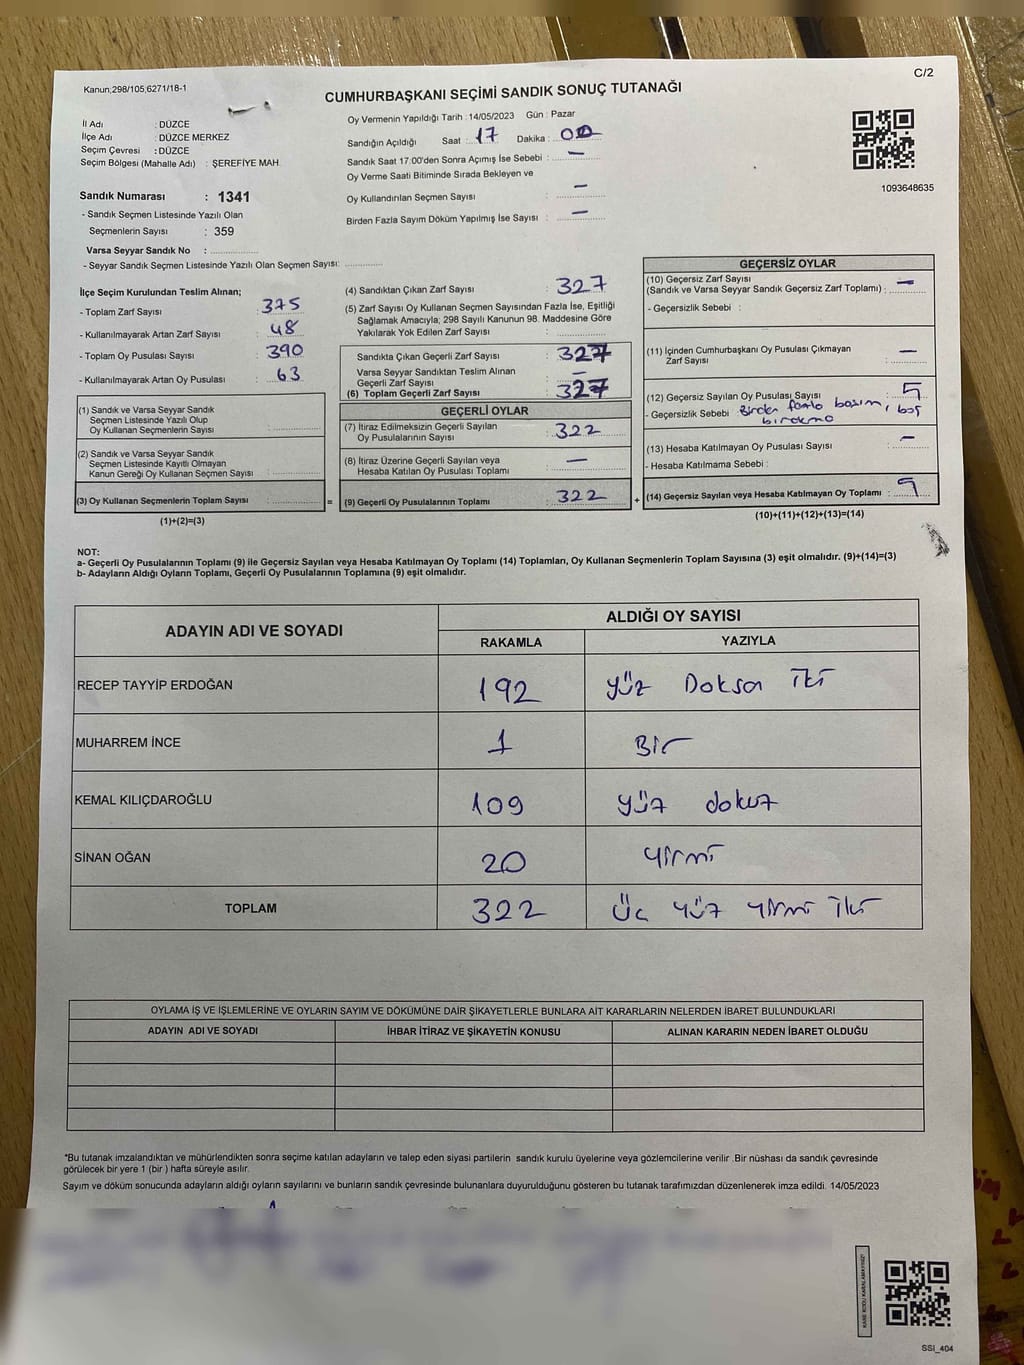 C/2
Kanun;298/105;6271/18-1
CUMHURBAŞKANI SEÇİMİ SANDIK SONUÇ TUTANAĞI
İl Adı : DÜZCE
İlçe Adı : DÜZCE MERKEZ
Seçim Çevresi : DÜZCE
Seçim Bölgesi (Mahalle Adı) : ŞEREFİYE MAH.
Sandık Numarası : 1341
- Sandık Seçmen Listesinde Yazılı Olan
Seçmenlerin Sayısı : 359
Varsa Seyyar Sandık No : ..............
- Seyyar Sandık Seçmen Listesinde Yazılı Olan Seçmen Sayısı: ..............
Oy Vermenin Yapıldığı Tarih : 14/05/2023 Gün : Pazar
Sandığın Açıldığı Saat : 17 Dakika : 00
Sandık Saat 17.00'den Sonra Açımış İse Sebebi : —
Oy Verme Saati Bitiminde Sırada Bekleyen ve
Oy Kullandırılan Seçmen Sayısı : —
Birden Fazla Sayım Döküm Yapılmış İse Sayısı : —
1093648635
İlçe Seçim Kurulundan Teslim Alınan;
- Toplam Zarf Sayısı : 375
- Kullanılmayarak Artan Zarf Sayısı : 48
- Toplam Oy Pusulası Sayısı : 390
- Kullanılmayarak Artan Oy Pusulası : 63
(1) Sandık ve Varsa Seyyar Sandık
Seçmen Listesinde Yazılı Olup
Oy Kullanan Seçmenlerin Sayısı : ..............
(2) Sandık ve Varsa Seyyar Sandık
Seçmen Listesinde Kayıtlı Olmayan
Kanun Gereği Oy Kullanan Seçmen Sayısı : ..............
(3) Oy Kullanan Seçmenlerin Toplam Sayısı : .............. =
(1)+(2)=(3)
(4) Sandıktan Çıkan Zarf Sayısı : 327
(5) Zarf Sayısı Oy Kullanan Seçmen Sayısından Fazla İse, Eşitliği
Sağlamak Amacıyla; 298 Sayılı Kanunun 98. Maddesine Göre
Yakılarak Yok Edilen Zarf Sayısı : ..............
Sandıkta Çıkan Geçerli Zarf Sayısı : 327
Varsa Seyyar Sandıktan Teslim Alınan
Geçerli Zarf Sayısı : —
(6) Toplam Geçerli Zarf Sayısı : 327
GEÇERLİ OYLAR
(7) İtiraz Edilmeksizin Geçerli Sayılan
Oy Pusulalarının Sayısı : 322
(8) İtiraz Üzerine Geçerli Sayılan veya
Hesaba Katılan Oy Pusulası Toplamı : —
(9) Geçerli Oy Pusulalarının Toplamı : 322 +
GEÇERSİZ OYLAR
(10) Geçersiz Zarf Sayısı
(Sandık ve Varsa Seyyar Sandık Geçersiz Zarf Toplamı) : —
- Geçersizlik Sebebi :
(11) İçinden Cumhurbaşkanı Oy Pusulası Çıkmayan
Zarf Sayısı : —
(12) Geçersiz Sayılan Oy Pusulası Sayısı : 5
- Geçersizlik Sebebi : Birden fazla basım, boş
(13) Hesaba Katılmayan Oy Pusulası Sayısı : —
- Hesaba Katılmama Sebebi :
(14) Geçersiz Sayılan veya Hesaba Katılmayan Oy Toplamı : 5
(10)+(11)+(12)+(13)=(14)
NOT:
a- Geçerli Oy Pusulalarının Toplamı (9) ile Geçersiz Sayılan veya Hesaba Katılmayan Oy Toplamı (14) Toplamları, Oy Kullanan Seçmenlerin Toplam Sayısına (3) eşit olmalıdır. (9)+(14)=(3)
b- Adayların Aldığı Oyların Toplamı, Geçerli Oy Pusulalarının Toplamına (9) eşit olmalıdır.
ADAYIN ADI VE SOYADI ALDIĞI OY SAYISI
RAKAMLA YAZIYLA
RECEP TAYYİP ERDOĞAN 192 Yüz Doksan İki
MUHARREM İNCE 1 Bir
KEMAL KILIÇDAROĞLU 109 Yüz dokuz
SİNAN OĞAN 20 Yirmi
TOPLAM 322 Üç Yüz Yirmi İki
OYLAMA İŞ VE İŞLEMLERİNE VE OYLARIN SAYIM VE DÖKÜMÜNE DAİR ŞİKAYETLERLE BUNLARA AİT KARARLARIN NELERDEN İBARET BULUNDUKLARI
ADAYIN ADI VE SOYADI İHBAR İTİRAZ VE ŞİKAYETİN KONUSU ALINAN KARARIN NEDEN İBARET OLDUĞU
*Bu tutanak imzalandıktan ve mühürlendikten sonra seçime katılan adayların ve talep eden siyasi partilerin sandık kurulu üyelerine veya gözlemcilerine verilir .Bir nüshası da sandık çevresinde
görülecek bir yere 1 (bir ) hafta süreyle asılır.
Sayım ve döküm sonucunda adayların aldığı oyların sayılarını ve bunların sandık çevresinde bulunanlara duyurulduğunu gösteren bu tutanak tarafımızdan düzenlenerek imza edildi. 14/05/2023
KARE KODU KARALAMAYINIZ!
SSİ_404